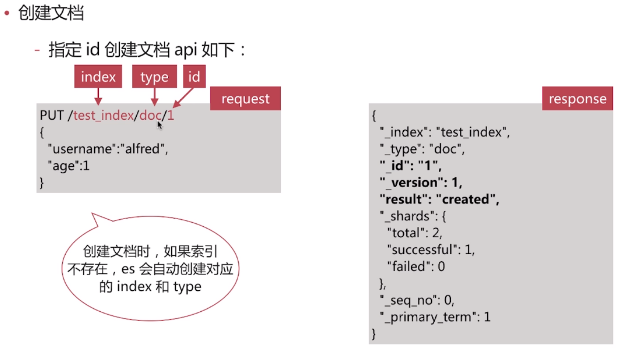 • 创建文档
- 指定 id 创建文档 api 如下：
index type id
request
PUT /test_index/doc/1
{
"username":"alfred",
"age":1
}
创建文档时，如果索引
不存在，es 会自动创建对应
的 index 和 type
response
{
"_index": "test_index",
"_type": "doc",
"_id": "1",
"_version": 1,
"result": "created",
"_shards": {
"total": 2,
"successful": 1,
"failed": 0
},
"_seq_no": 0,
"_primary_term": 1
}